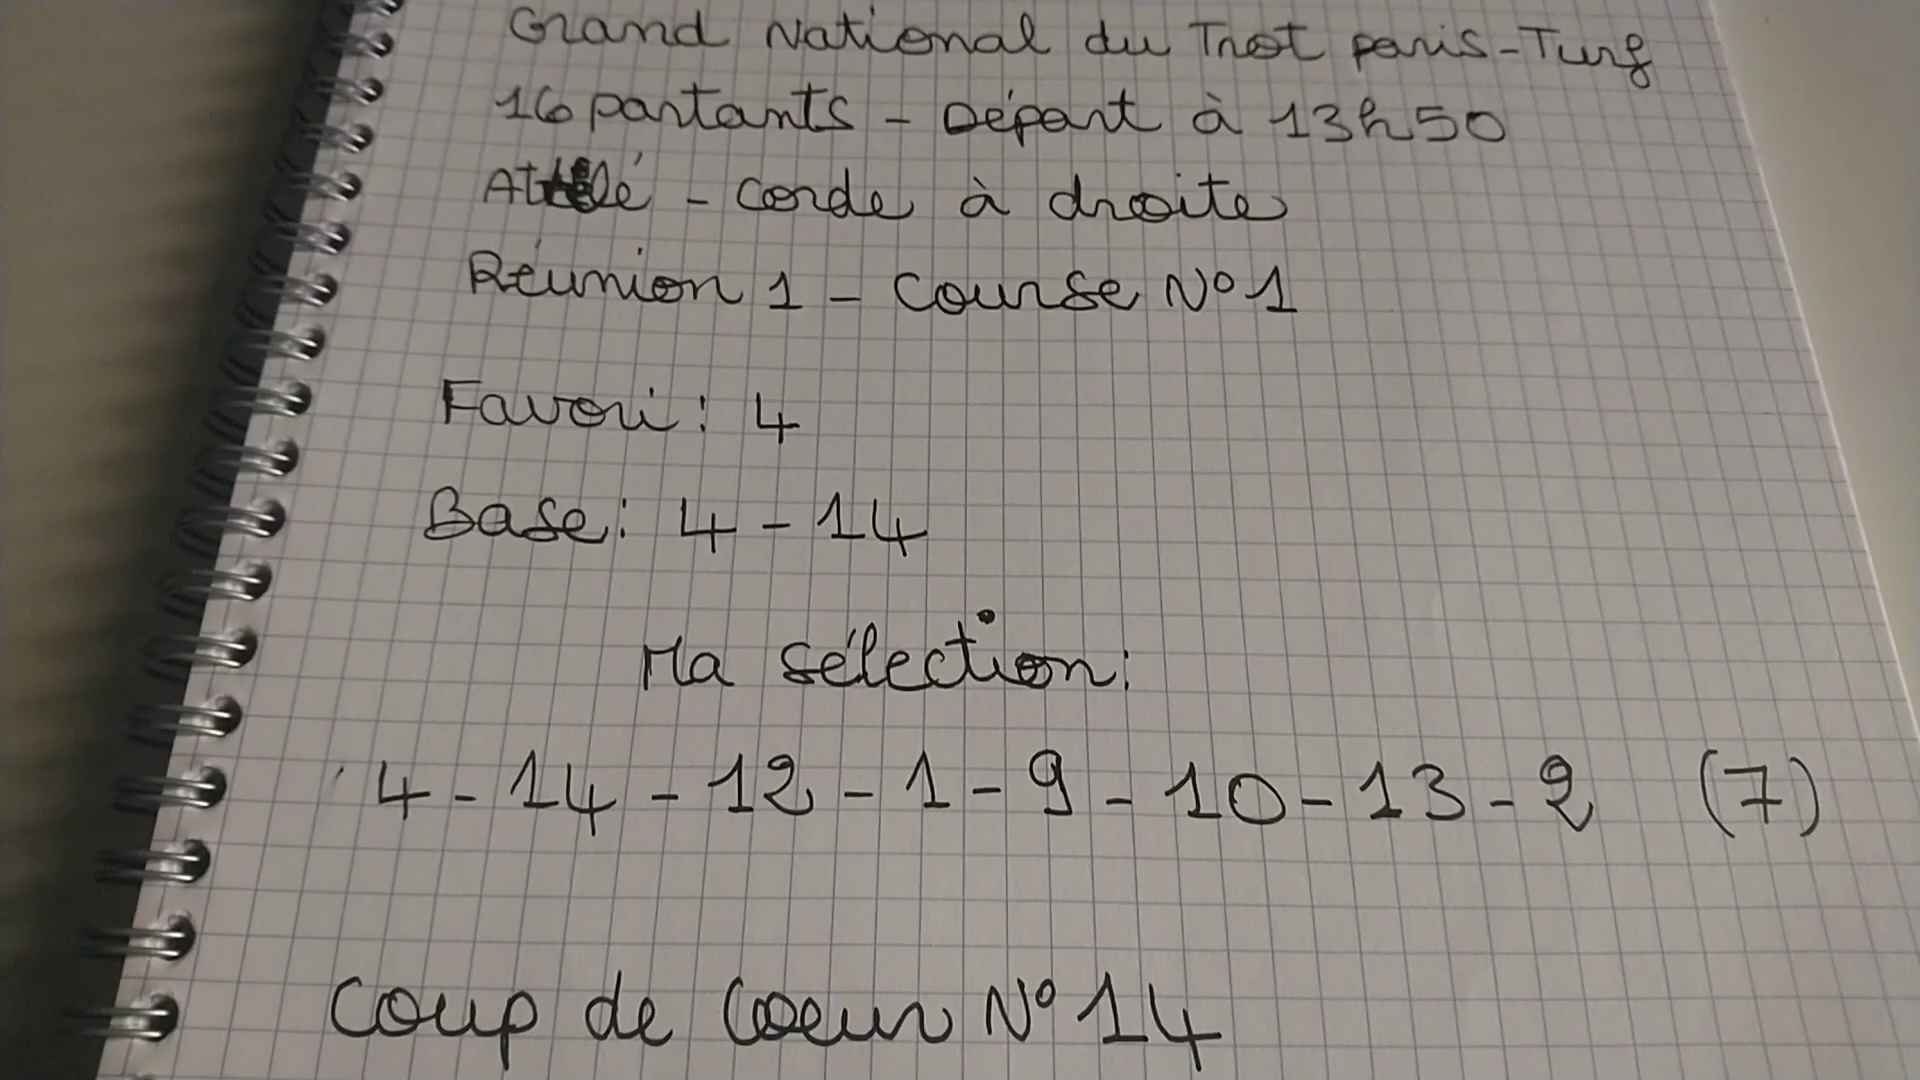 Grand National du Trot paris-Turf
16 partants - Départ à 13h50
Attelé - corde à droite
Réunion 1 - course N°1
Favori : 4
Base : 4 - 14
Ma sélection :
4 - 14 - 12 - 1 - 9 - 10 - 13 - 2 (7)
coup de coeur N°14